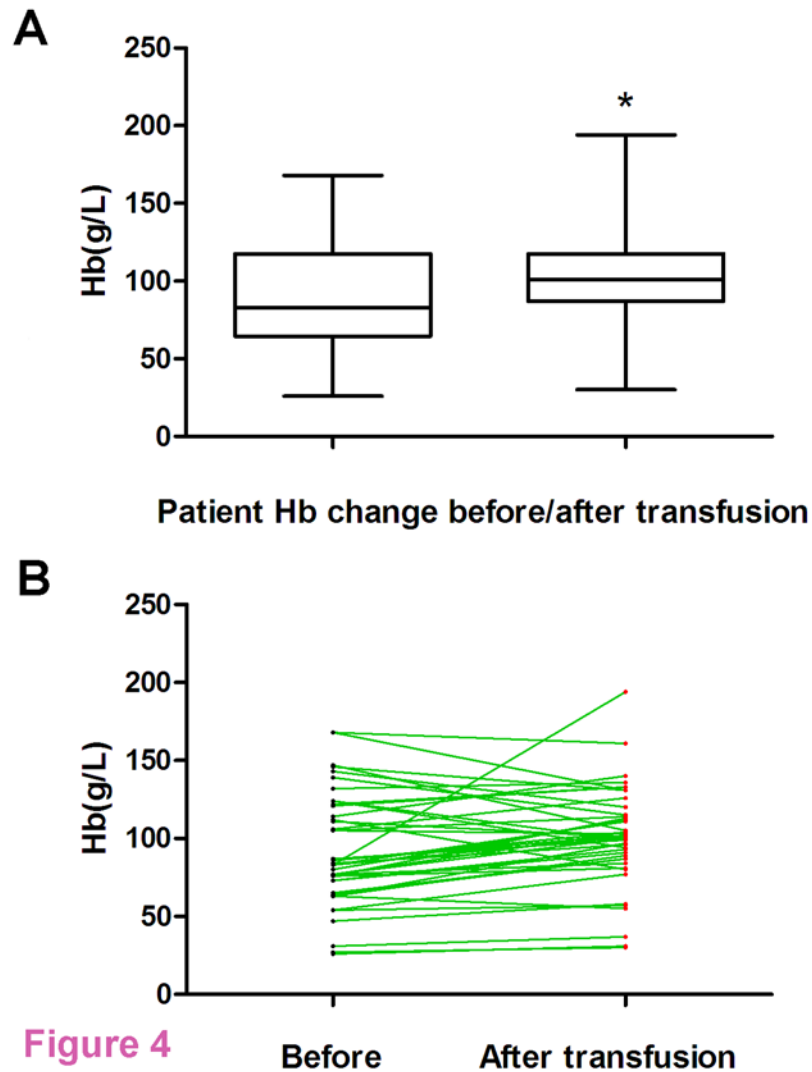 A
250
200
150
100
50
0
Hb(g/L)
*
Patient Hb change before/after transfusion
B
250
200
150
100
50
0
Hb(g/L)
Before After transfusion
Figure 4